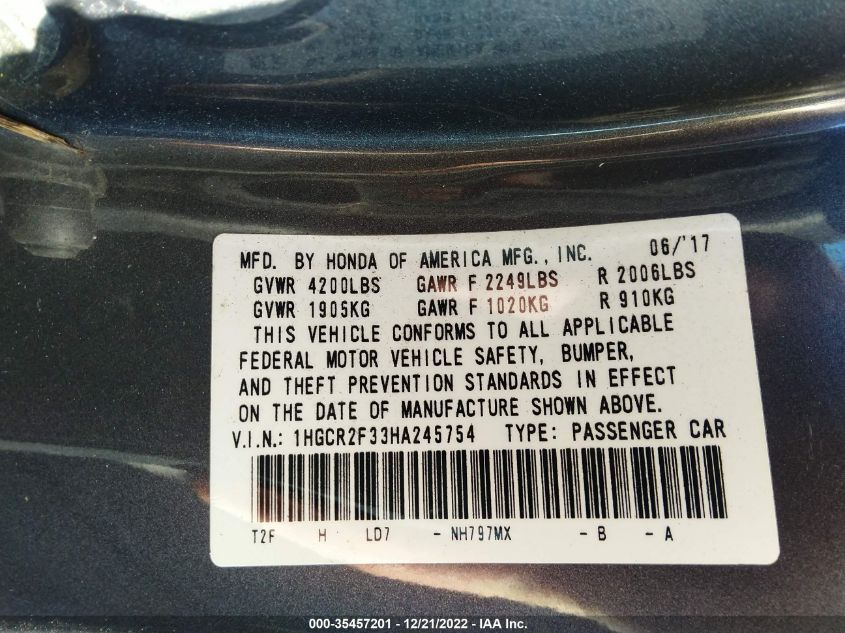 MFD. BY HONDA OF AMERICA MFG., INC. 06/'17
GVWR 4200LBS GAWR F 2249LBS R 2006LBS
GVWR 1905KG GAWR F 1020KG R 910KG
THIS VEHICLE CONFORMS TO ALL APPLICABLE
FEDERAL MOTOR VEHICLE SAFETY, BUMPER,
AND THEFT PREVENTION STANDARDS IN EFFECT
ON THE DATE OF MANUFACTURE SHOWN ABOVE.
V.I.N.: 1HGCR2F33HA245754 TYPE: PASSENGER CAR
T2F H LD7 - NH797MX - B - A
000-35457201 - 12/21/2022 - IAA Inc.